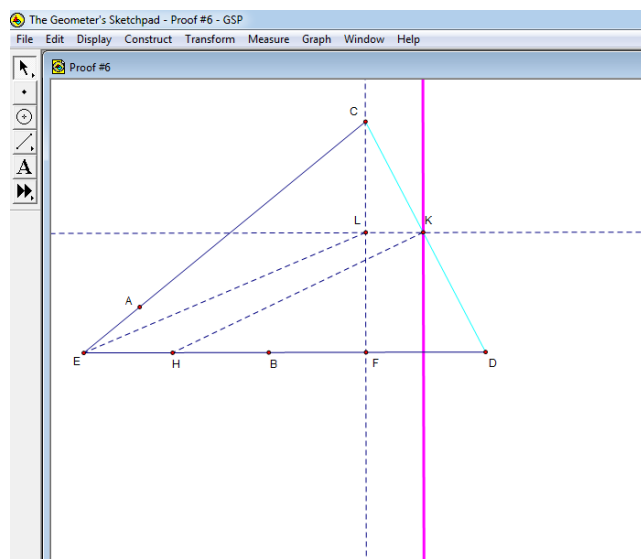 The Geometer's Sketchpad - Proof #6 - GSP
File Edit Display Construct Transform Measure Graph Window Help
Proof #6
A
C
L
K
A
E
H
B
F
D